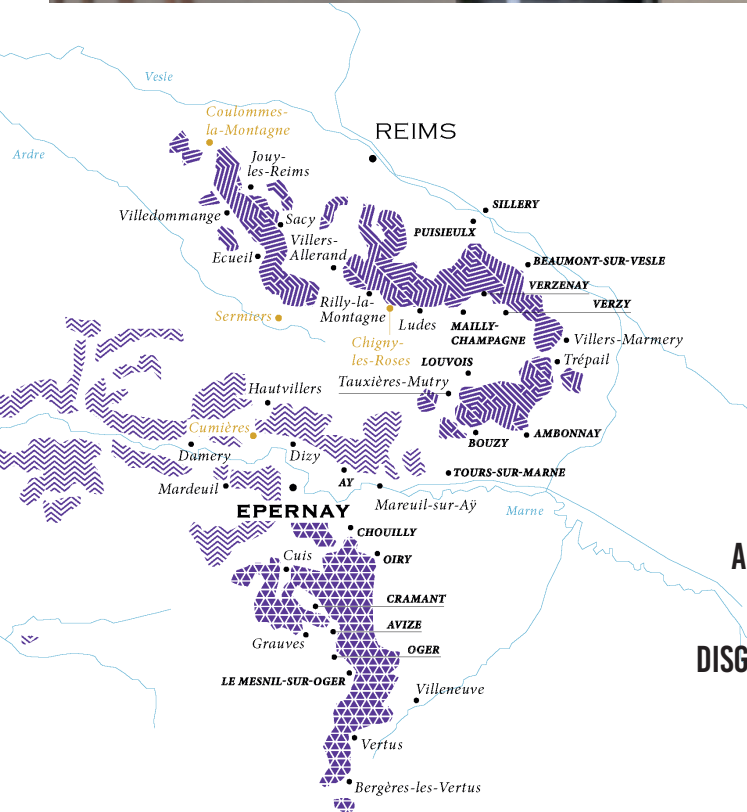 Vesle
Coulommes-
la-Montagne
REIMS
Ardre
Jouy-
les-Reims
Villedommange
Sacy
SILLERY
PUISIEULX
Villers-
Allerand
Ecueil
BEAUMONT-SUR-VESLE
VERZENAY
VERZY
Rilly-la-
Montagne
Sermiers
Ludes
MAILLY-
CHAMPAGNE
Villers-Marmery
Chigny-
les-Roses
LOUVOIS
Trépail
Tauxières-Mutry
Hautvillers
Cumières
AMBONNAY
BOUZY
Damery
Dizy
TOURS-SUR-MARNE
AY
Mardeuil
Mareuil-sur-Aÿ
EPERNAY
Marne
CHOUILLY
Cuis
OIRY
A
CRAMANT
AVIZE
Grauves
OGER
DISG
LE MESNIL-SUR-OGER
Villeneuve
Vertus
Bergères-les-Vertus